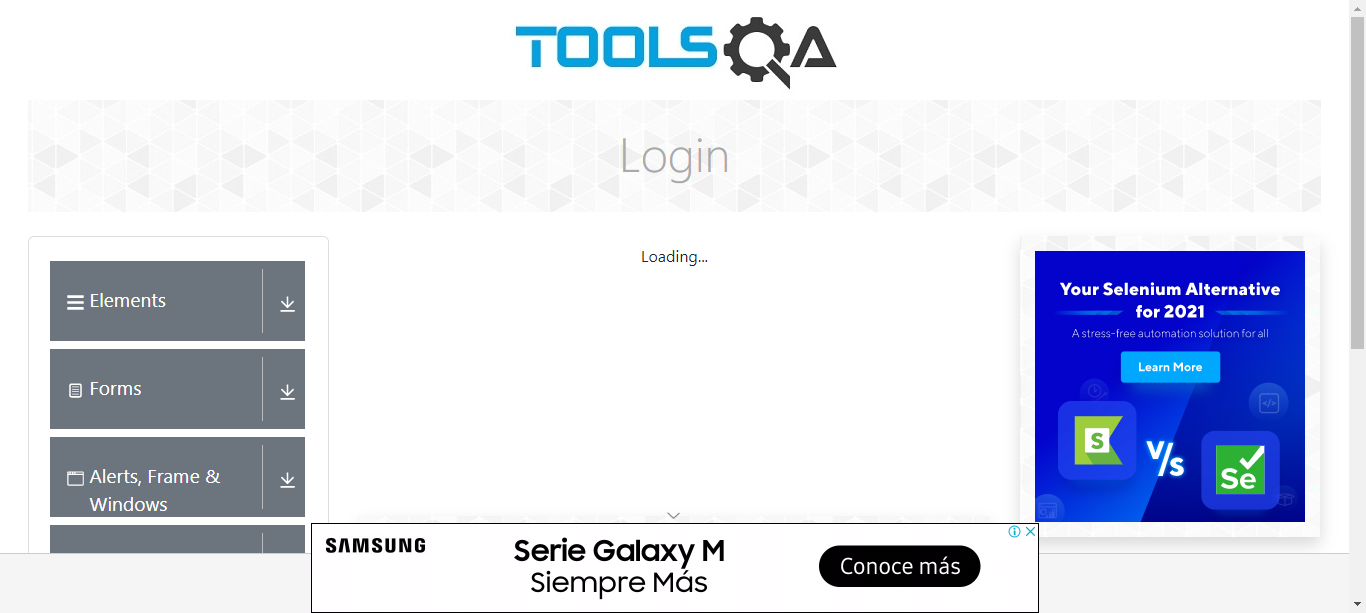 TOOLSQA
Login
Elements
Forms
Alerts, Frame &
Windows
Loading...
Your Selenium Alternative
for 2021
A stress-free automation solution for all
Learn More
S
V/s
Se
SAMSUNG
Serie Galaxy M
Siempre Más
Conoce más